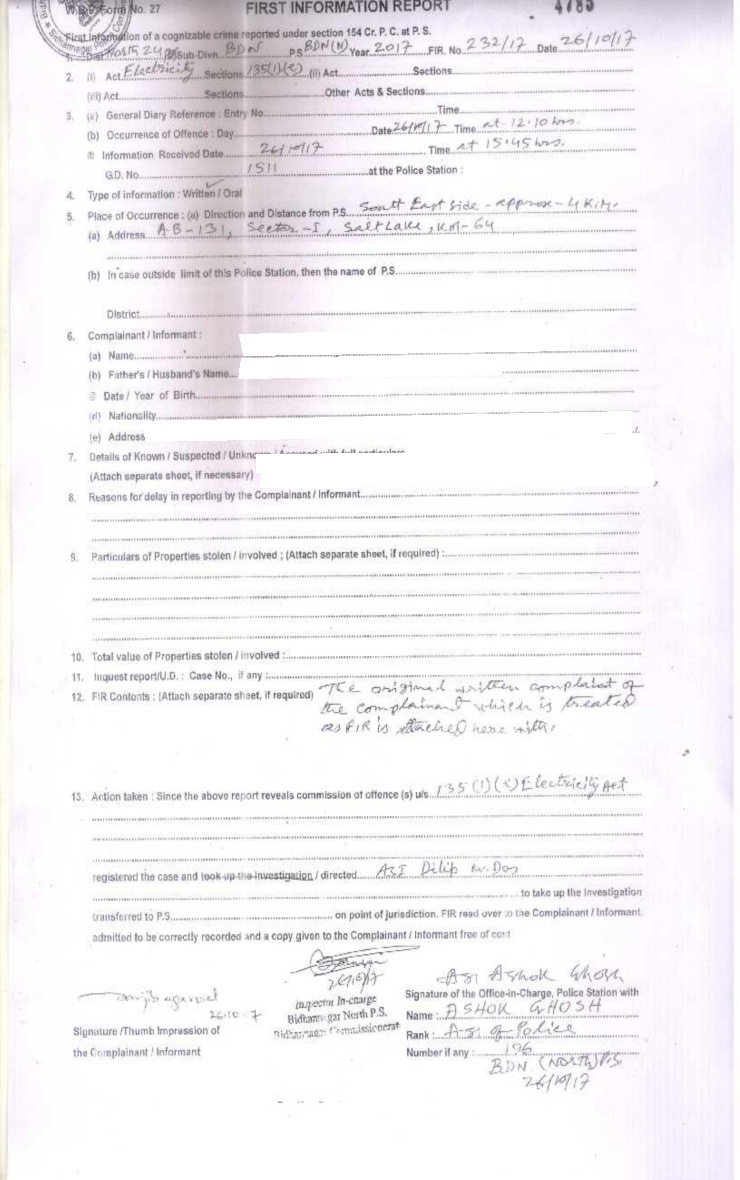 W.B.P. Form No. 27 FIRST INFORMATION REPORT 4785
First Information of a cognizable crime reported under section 154 Cr. P. C. at P. S.
1. Dist North 24 Sub-Divn. BDN P.S BDN(N) Year 2017 FIR. No 232/17 Date 26/10/17
2. (i) Act Electricity Sections 135(1)(c) (ii) Act Sections
(iii) Act Sections Other Acts & Sections
3. (a) General Diary Reference : Entry No Time
(b) Occurrence of Offence : Day Date 26/10/17 Time at 12.10 hrs.
© Information Received Date 26/10/17 Time at 15.45 hrs.
G.D. No 1511 at the Police Station :
4. Type of information : Written / Oral
5. Place of Occurrence : (a) Direction and Distance from P.S. South East side - approx - 4 K.M.
(a) Address AB-131, Sector-I, Salt Lake, Kol-64
(b) In case outside limit of this Police Station, then the name of P.S.
District
6. Complainant / Informant :
(a) Name
(b) Father's / Husband's Name
© Date / Year of Birth
(d) Nationality
(e) Address
7. Details of Known / Suspected / Unknown / Accused with full particulars
(Attach separate sheet, if necessary)
8. Reasons for delay in reporting by the Complainant / Informant
9. Particulars of Properties stolen / involved ; (Attach separate sheet, if required) :
10. Total value of Properties stolen / involved :
11. Inquest report/U.D. : Case No., if any :
12. FIR Contonts : (Attach separate sheet, if required) The original written complaint of
the complainant which is treated
as FIR is attached here with.
13. Action taken : Since the above report reveals commission of offence (s) u/s 135 (1) (c) Electricity Act
registered the case and took up the investigation / directed ASI Dilip Kr. Das
to take up the Investigation
transferred to P.S. on point of jurisdiction. FIR read over to the Complainant / Informant,
admitted to be correctly recorded and a copy given to the Complainant / Informant free of cost
26/10/17
ASI Ashok Ghosh
agarwal
26-10-7
Inspector In-charge
Bidhannagar North P.S.
Bidhannagar Commissionerate
Signature of the Office-in-Charge, Police Station with
Name : ASHOK GHOSH
Signature /Thumb Impression of
the Complainant / Informant
Rank : ASI of Police
Number if any : 196
BDN (NORTH) P.S.
26/10/17